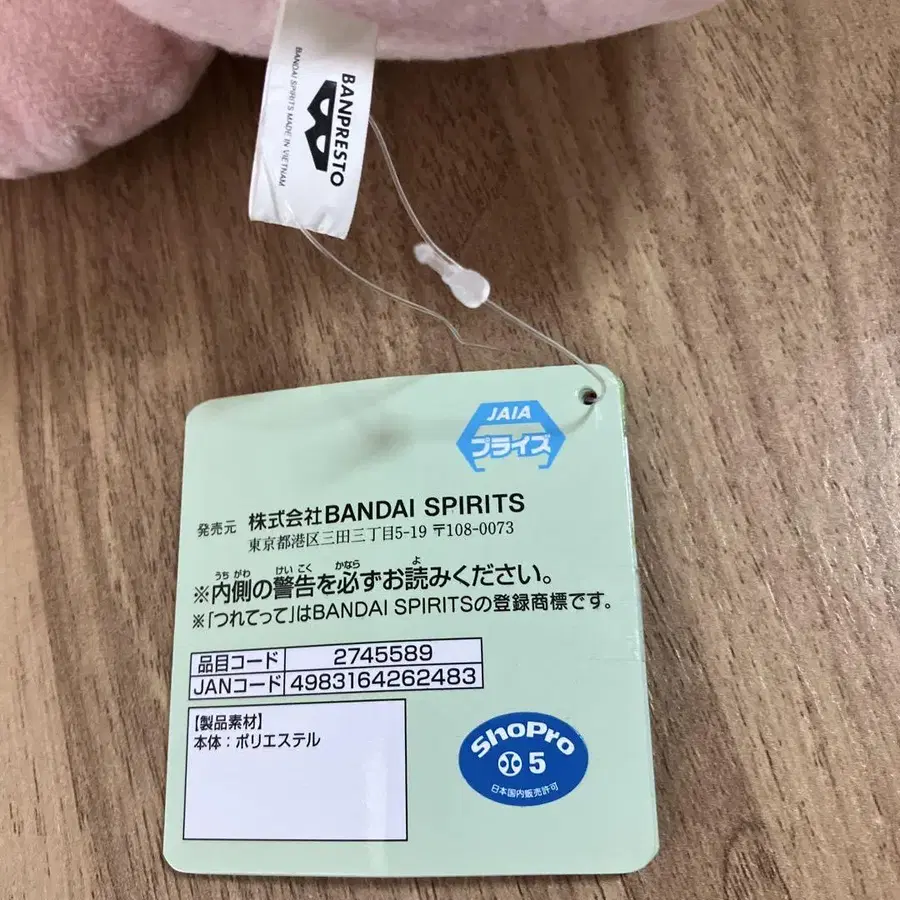 BANPRESTO
BANDAI SPIRITS MADE IN VIETNAM
JAIA
プライズ
発売元 株式会社BANDAI SPIRITS
東京都港区三田三丁目5-19 〒108-0073
うちがわ けいこく かなら よ
※内側の警告を必ずお読みください。
※「つれてって」はBANDAI SPIRITSの登録商標です。
品目コード 2745589
JANコード 4983164262483
【製品素材】
本体:ポリエステル
ShoPro
5
日本国内販売許可